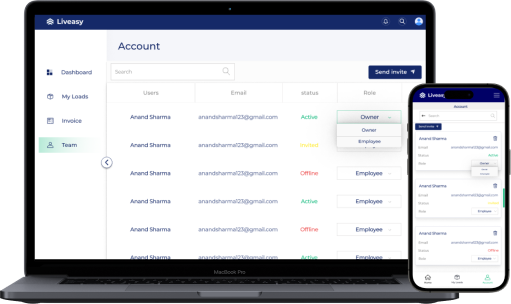 Liveasy
Account
Dashboard
My Loads
Invoice
Team
Search
Send invite
Users Email status Role
Anand Sharma anandsharma123@gmail.com Active Owner
Owner
Employee
Anand Sharma anandsharma123@gmail.com
Anand Sharma anandsharma123@gmail.com Offline Employee
Anand Sharma anandsharma123@gmail.com Active Employee
Anand Sharma anandsharma123@gmail.com Offline Employee
Anand Sharma anandsharma123@gmail.com Active Employee
MacBook Pro
Liveasy
Account
Search
Send invite
Anand Sharma
Email anandsharma123@gmail.com
Status Active
Role Owner
Anand Sharma
Email anandsharma123@gmail.com
Status
Role Employee
Anand Sharma
Email anandsharma123@gmail.com
Status Offline
Role Employee